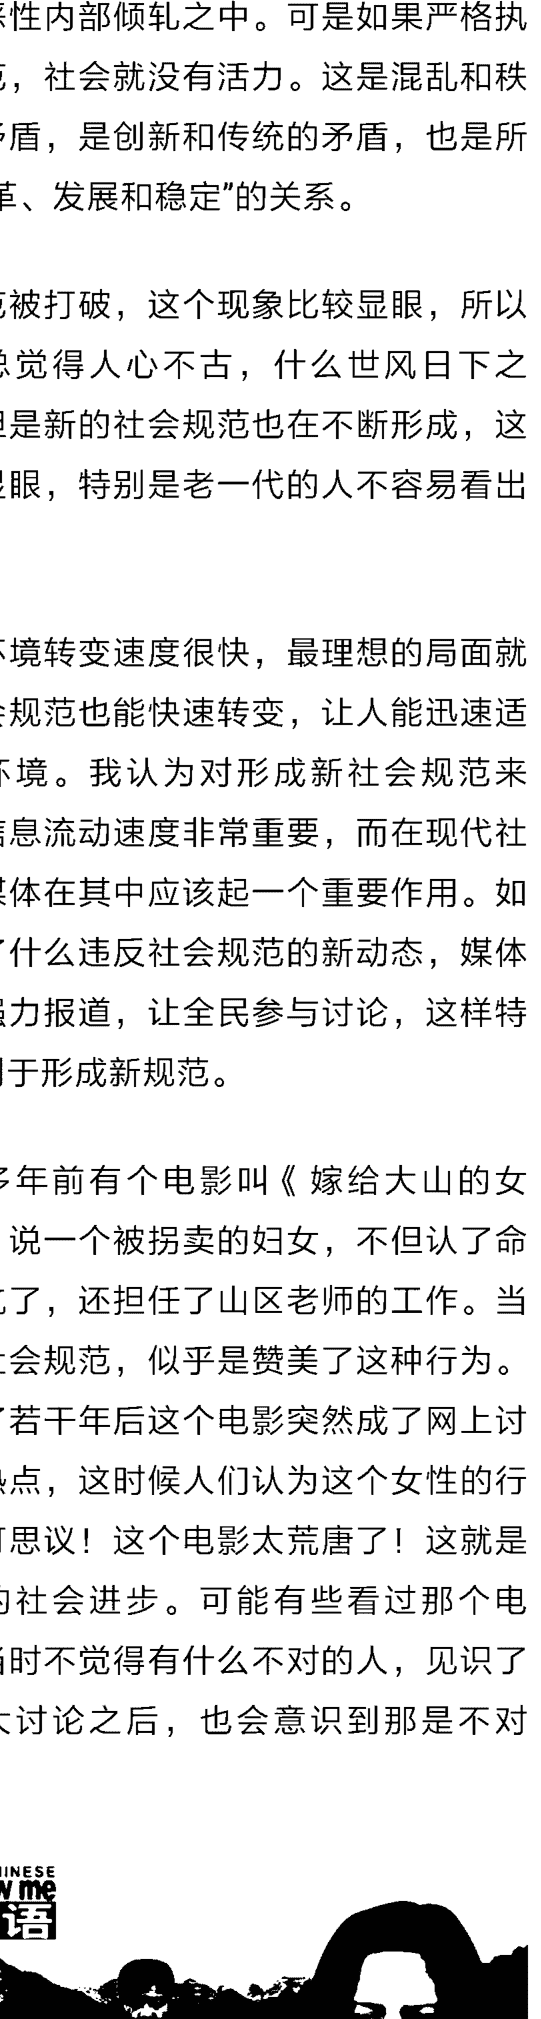 性内部倾轧之中。可是如果严格执
，社会就没有活力。这是混乱和秩
矛盾，是创新和传统的矛盾，也是所
革、发展和稳定”的关系。
被打破，这个现象比较显眼，所以
总觉得人心不古，什么世风日下之
但是新的社会规范也在不断形成，这
显眼，特别是老一代的人不容易看出
环境转变速度很快，最理想的局面就
会规范也能快速转变，让人能迅速适
环境。我认为对形成新社会规范来
信息流动速度非常重要，而在现代社
媒体在其中应该起一个重要作用。如
了什么违反社会规范的新动态，媒体
强力报道，让全民参与讨论，这样特
于形成新规范。
多年前有个电影叫《嫁给大山的女
说一个被拐卖的妇女，不但认了命
了，还担任了山区老师的工作。当
社会规范，似乎是赞美了这种行为。
了若干年后这个电影突然成了网上讨
热点，这时候人们认为这个女性的行
可思议！这个电影太荒唐了！这就是
的社会进步。可能有些看过那个电
当时不觉得有什么不对的人，见识了
大讨论之后，也会意识到那是不对
HINESE
w me
语